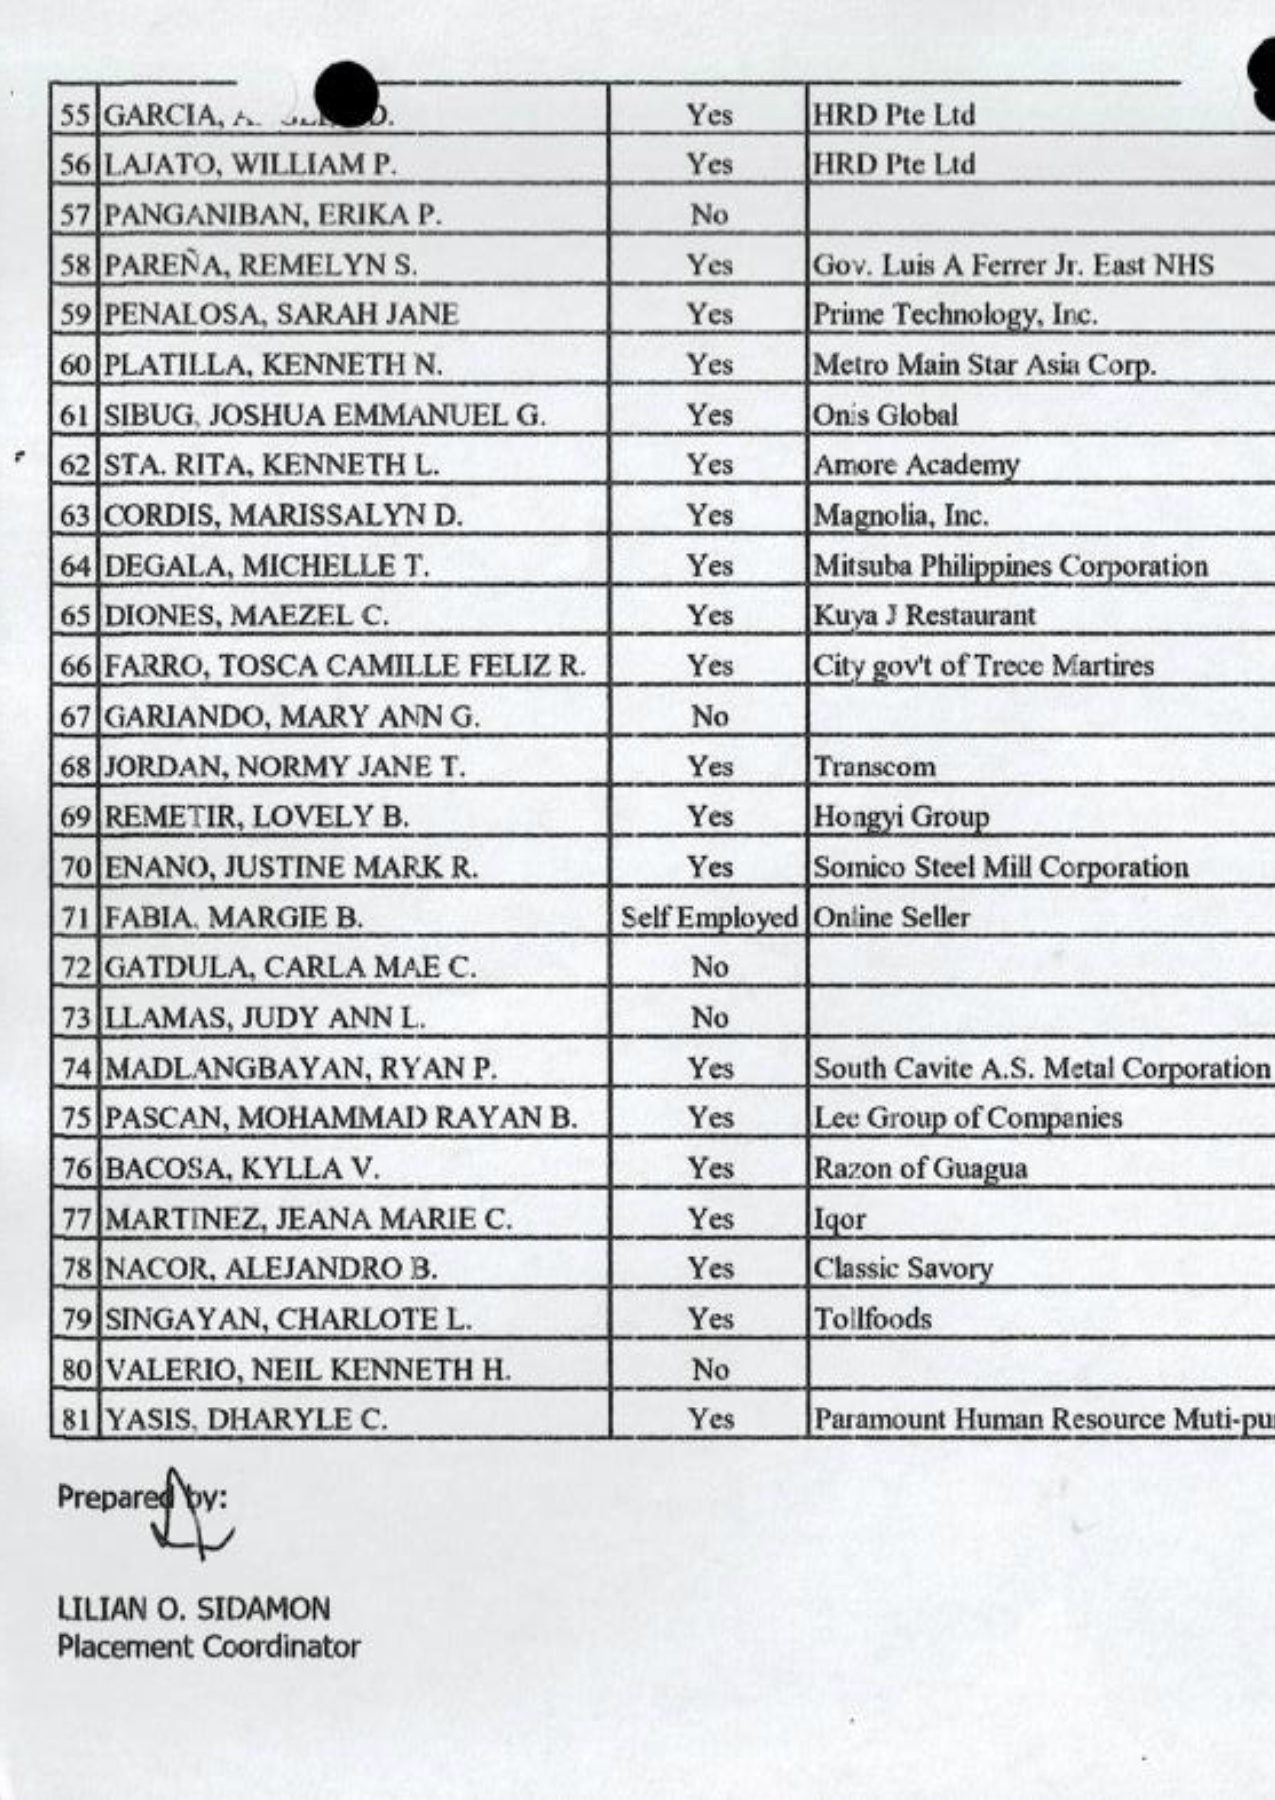 55 GARCIA, D. Yes HRD Pte Ltd
56 LAJATO, WILLIAM P. Yes HRD Pte Ltd
57 PANGANIBAN, ERIKA P. No
58 PAREÑA, REMELYN S. Yes Gov. Luis A Ferrer Jr. East NHS
59 PENALOSA, SARAH JANE Yes Prime Technology, Inc.
60 PLATILLA, KENNETH N. Yes Metro Main Star Asia Corp.
61 SIBUG, JOSHUA EMMANUEL G. Yes Onis Global
62 STA. RITA, KENNETH L. Yes Amore Academy
63 CORDIS, MARISSALYN D. Yes Magnolia, Inc.
64 DEGALA, MICHELLE T. Yes Mitsuba Philippines Corporation
65 DIONES, MAEZEL C. Yes Kuya J Restaurant
66 FARRO, TOSCA CAMILLE FELIZ R. Yes City gov't of Trece Martires
67 GARIANDO, MARY ANN G. No
68 JORDAN, NORMY JANE T. Yes Transcom
69 REMETIR, LOVELY B. Yes Hongyi Group
70 ENANO, JUSTINE MARK R. Yes Somico Steel Mill Corporation
71 FABIA, MARGIE B. Self Employed Online Seller
72 GATDULA, CARLA MAE C. No
73 LLAMAS, JUDY ANN L. No
74 MADLANGBAYAN, RYAN P. Yes South Cavite A.S. Metal Corporation
75 PASCAN, MOHAMMAD RAYAN B. Yes Lee Group of Companies
76 BACOSA, KYLLA V. Yes Razon of Guagua
77 MARTINEZ, JEANA MARIE C. Yes Iqor
78 NACOR, ALEJANDRO B. Yes Classic Savory
79 SINGAYAN, CHARLOTE L. Yes Tollfoods
80 VALERIO, NEIL KENNETH H. No
81 YASIS, DHARYLE C. Yes Paramount Human Resource Muti-pu
Prepared by:
LILIAN O. SIDAMON
Placement Coordinator